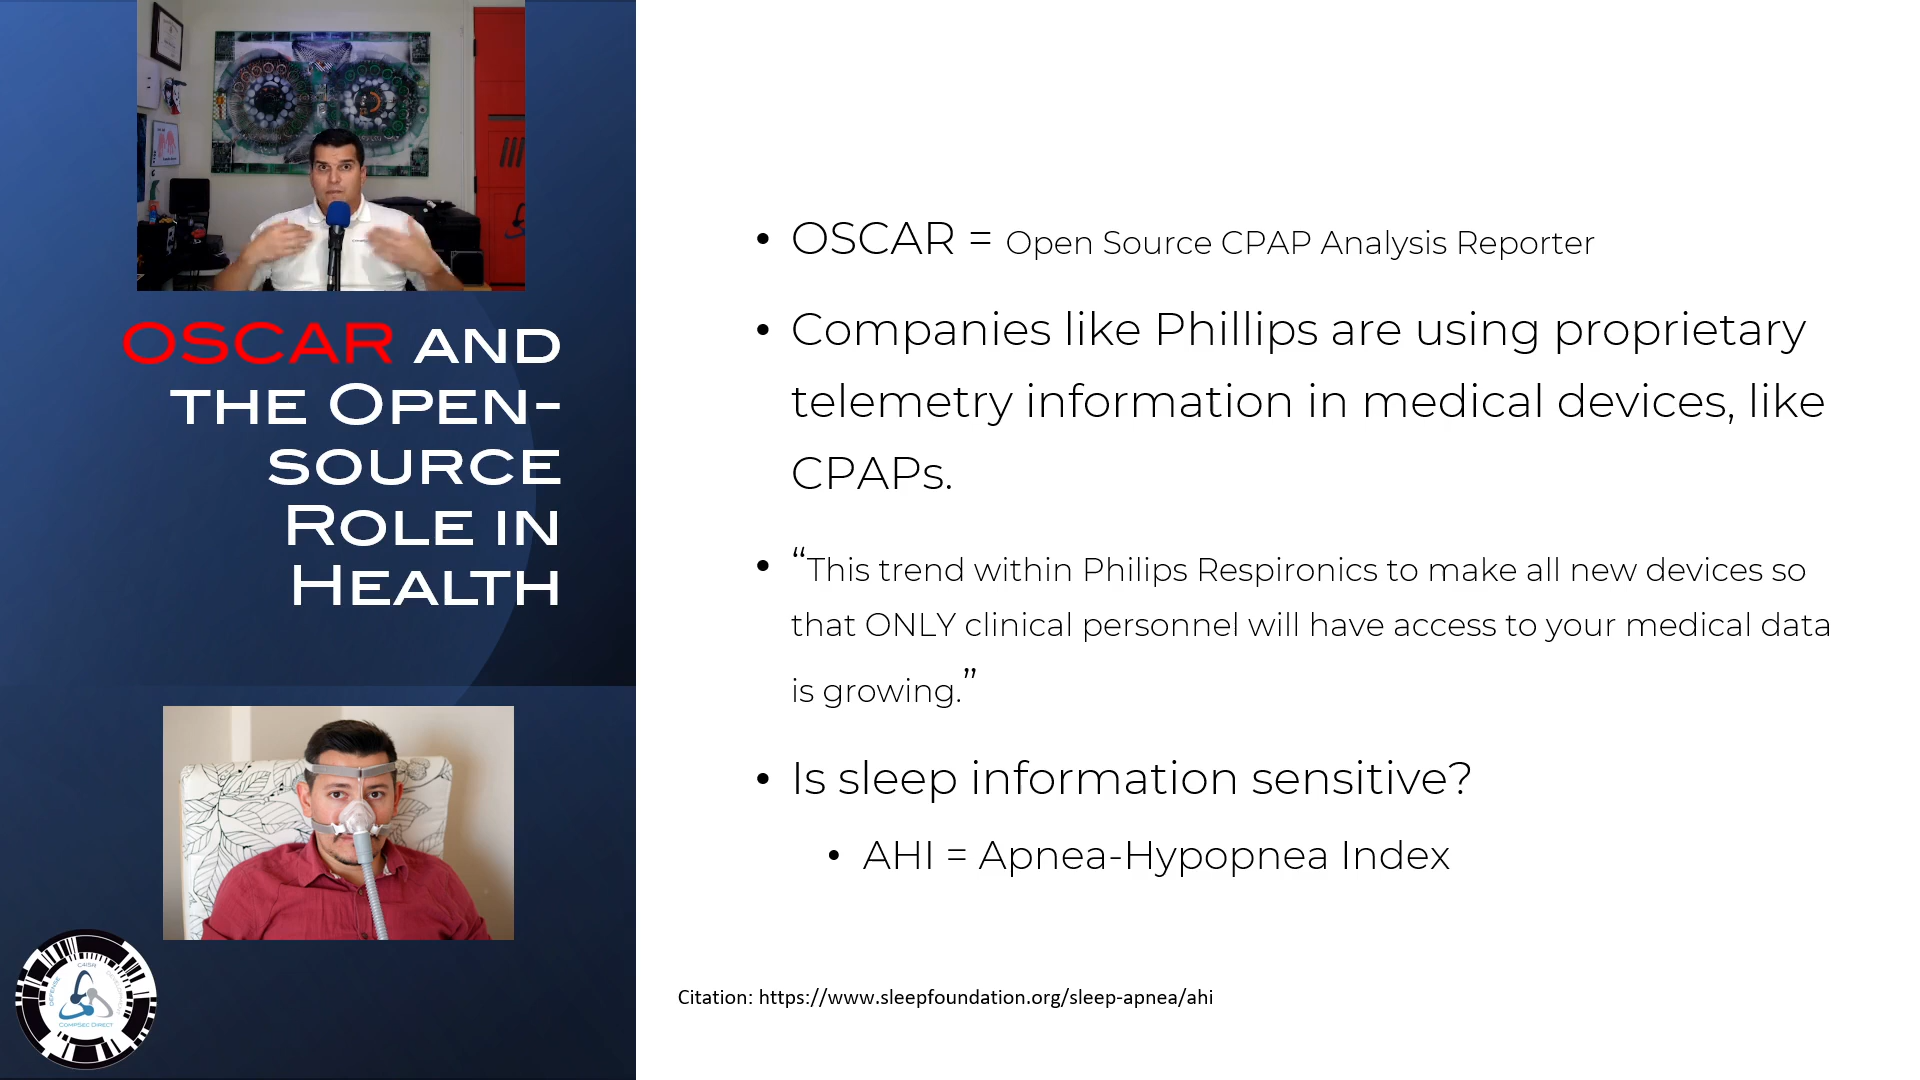 OSCAR AND
THE OPEN-
SOURCE
ROLE IN
HEALTH
• OSCAR = Open Source CPAP Analysis Reporter
• Companies like Phillips are using proprietary
telemetry information in medical devices, like
CPAPs.
• “This trend within Philips Respironics to make all new devices so
that ONLY clinical personnel will have access to your medical data
is growing.”
• Is sleep information sensitive?
• AHI = Apnea-Hypopnea Index
Citation: https://www.sleepfoundation.org/sleep-apnea/ahi
DEFENSE
COMPSEC DIRECT